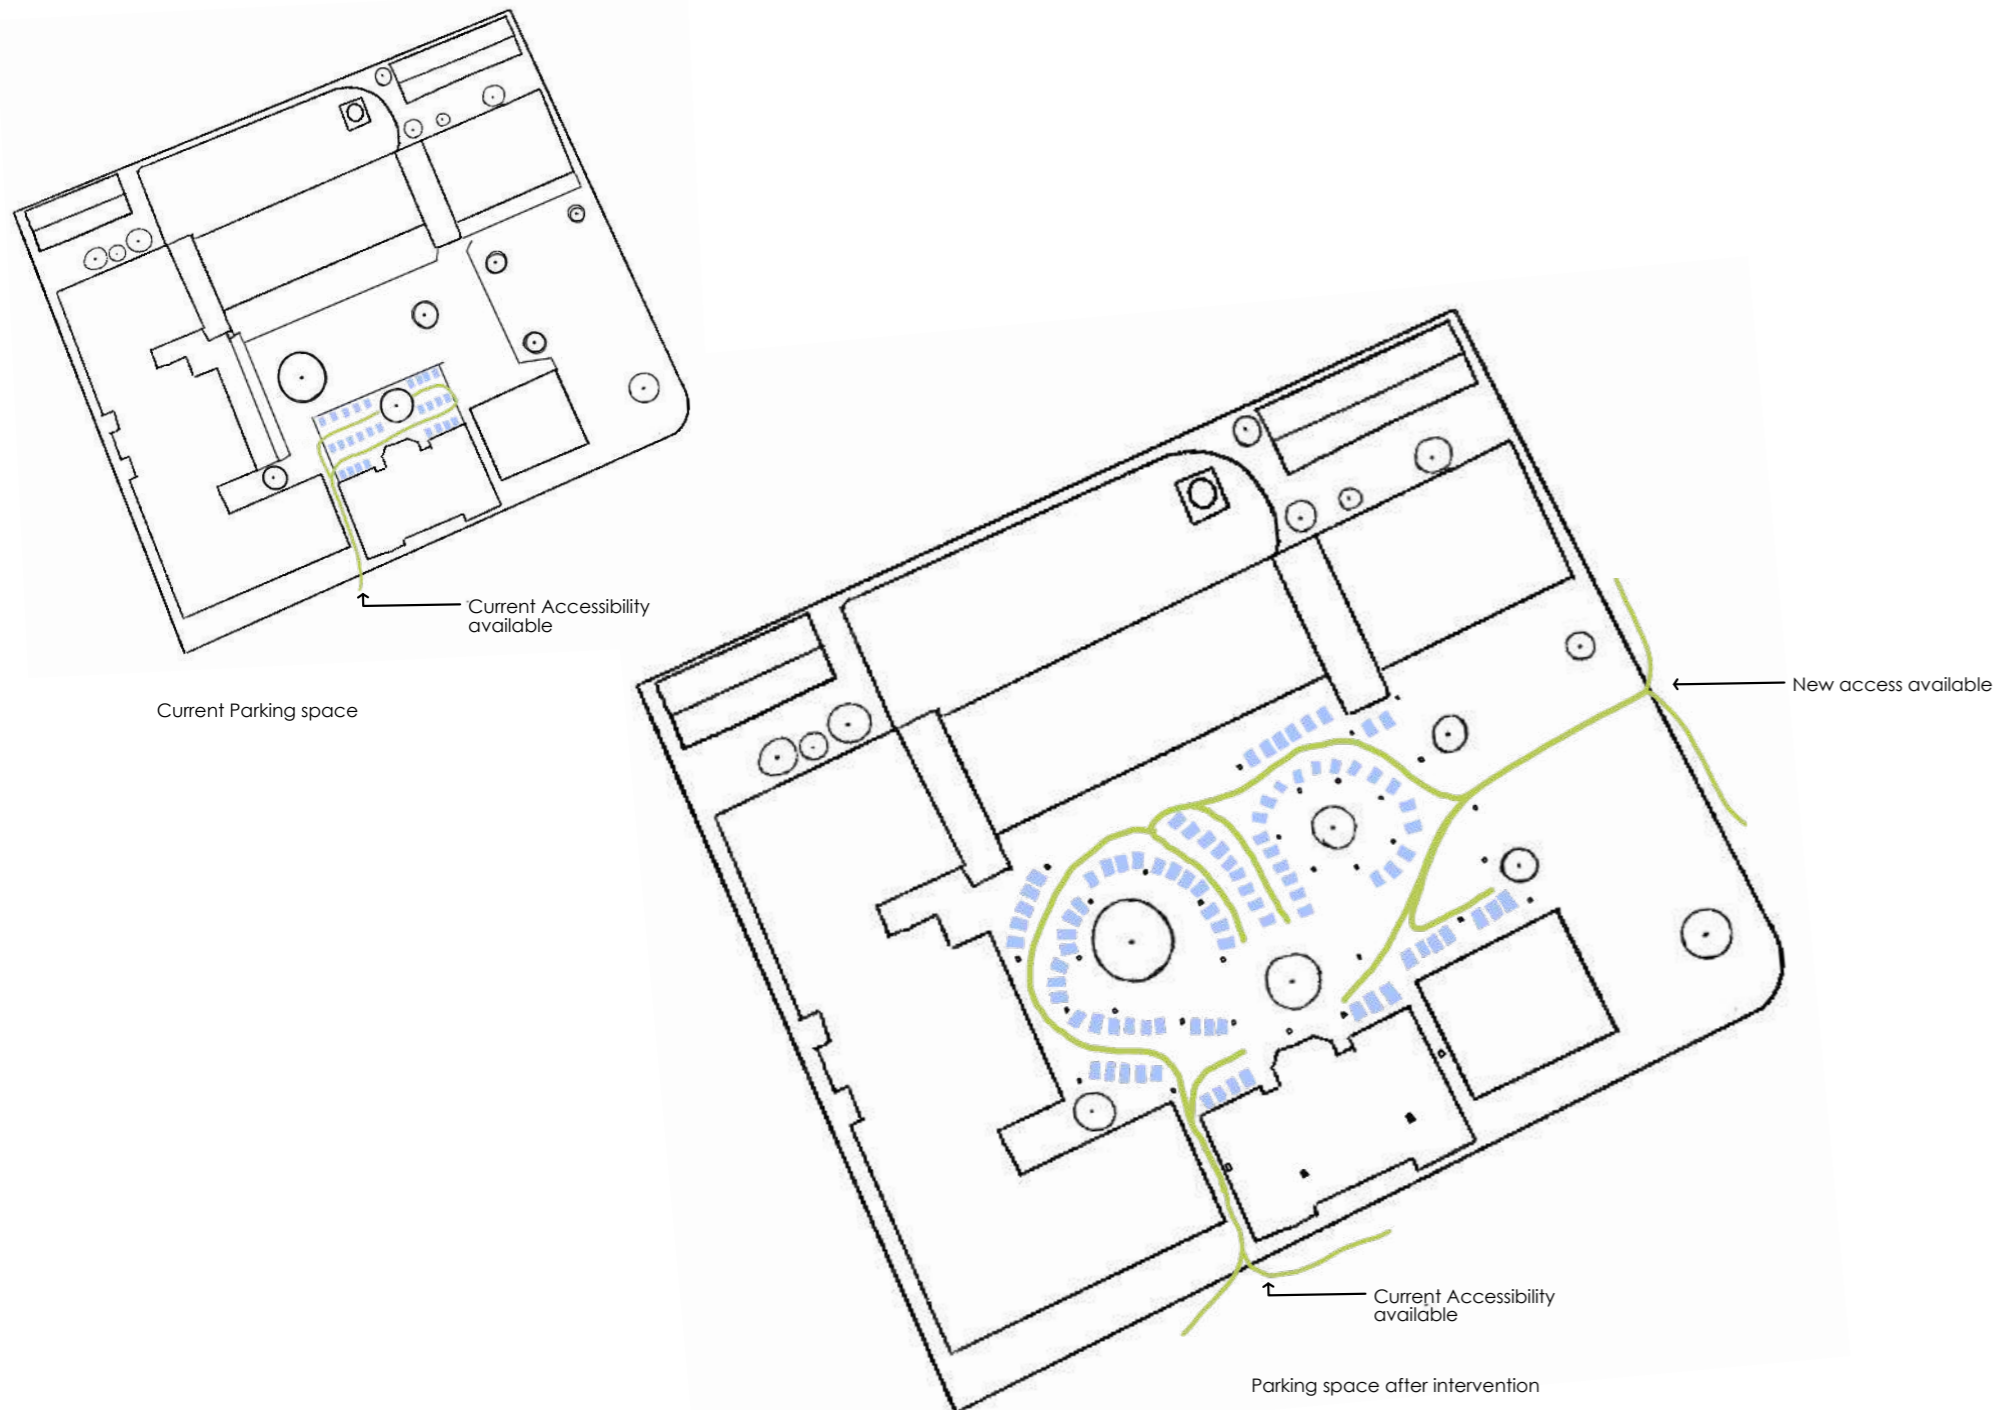 Current Accessibility
available
Current Parking space
New access available
Current Accessibility
available
Parking space after intervention